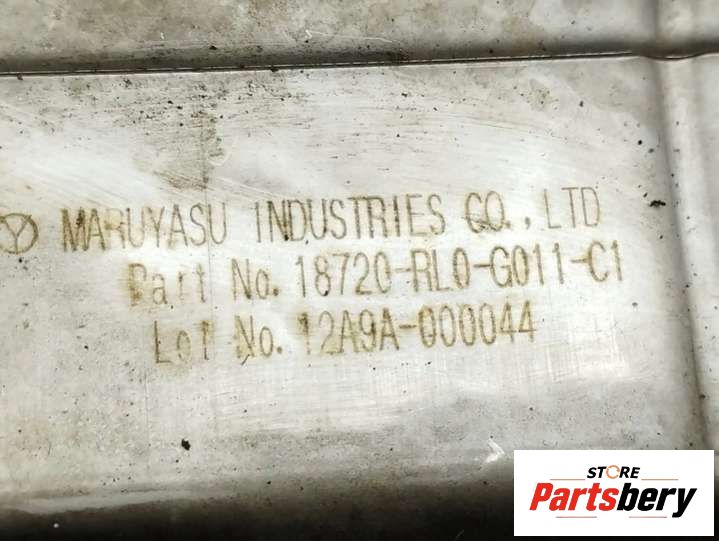 MARUYASU INDUSTRIES CO., LTD
Part No. 18720-RL0-G011-C1
Lot No. 12A9A-000044
STORE
Partsbery